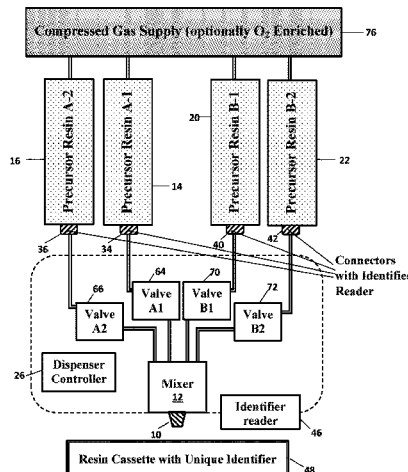 Compressed Gas Supply (optionally O₂ Enriched)
76
Precursor Resin A-2
Precursor Resin A-1
Precursor Resin B-1
Precursor Resin B-2
16
14
20
22
36
34
40
42
Connectors
with Identifier
Reader
64
70
66
72
Valve
A1
Valve
B1
Valve
A2
Valve
B2
26
Dispenser
Controller
Mixer
12
10
Identifier
reader
46
Resin Cassette with Unique Identifier
48